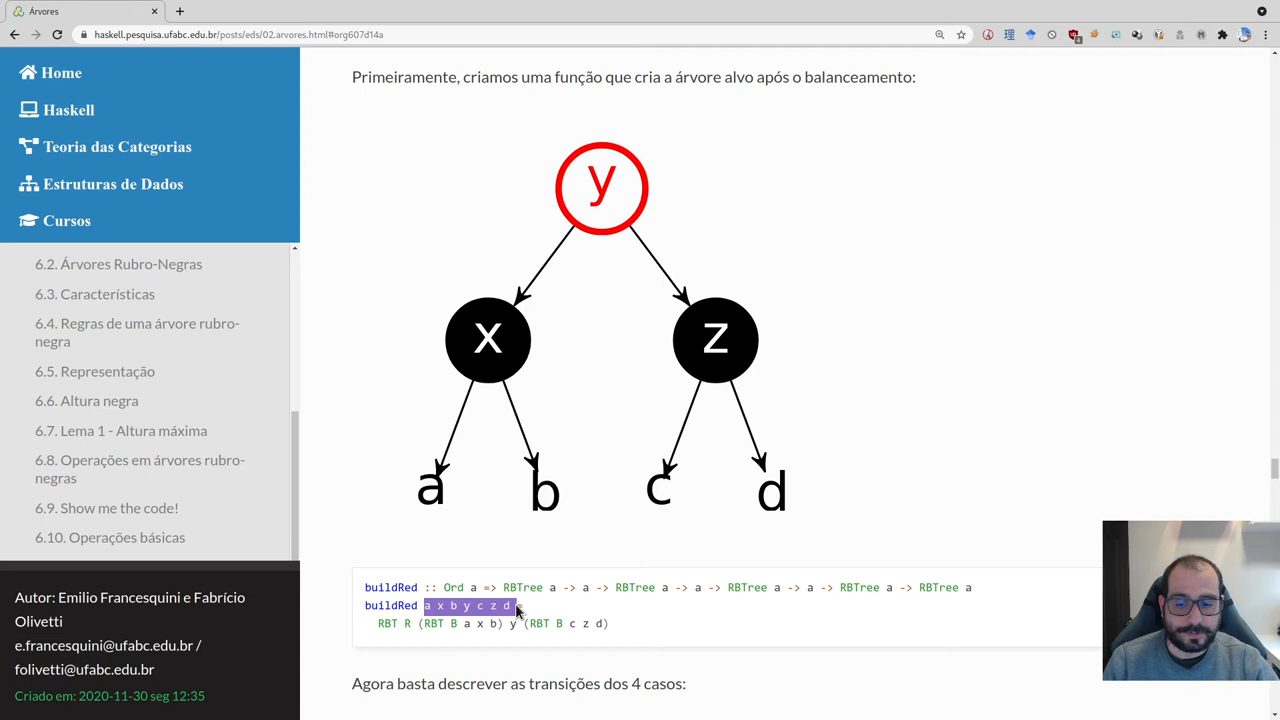 Árvores
haskell.pesquisa.ufabc.edu.br/posts/eds/02.arvores.html#org607d14a
Home
Haskell
Teoria das Categorias
Estruturas de Dados
Cursos
6.2. Árvores Rubro-Negras
6.3. Características
6.4. Regras de uma árvore rubro-
negra
6.5. Representação
6.6. Altura negra
6.7. Lema 1 - Altura máxima
6.8. Operações em árvores rubro-
negras
6.9. Show me the code!
6.10. Operações básicas
Autor: Emilio Francesquini e Fabrício
Olivetti
e.francesquini@ufabc.edu.br /
folivetti@ufabc.edu.br
Criado em: 2020-11-30 seg 12:35
Primeiramente, criamos uma função que cria a árvore alvo após o balanceamento:
y
x z
a b c d
buildRed :: Ord a => RBTree a -> a -> RBTree a -> a -> RBTree a -> a -> RBTree a -> RBTree a
buildRed a x b y c z d =
RBT R (RBT B a x b) y (RBT B c z d)
Agora basta descrever as transições dos 4 casos: